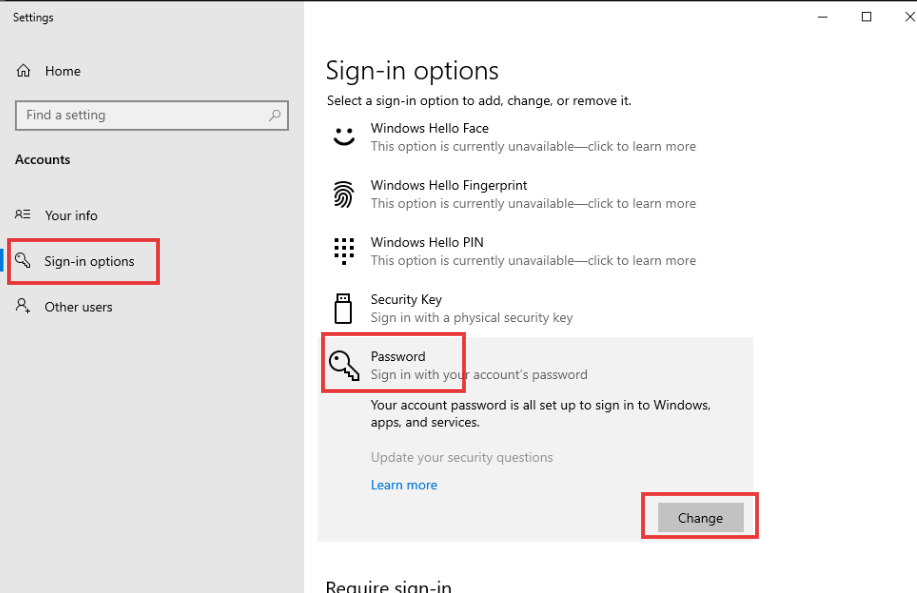 Settings
Home
Find a setting
Accounts
Your info
Sign-in options
Other users
Sign-in options
Select a sign-in option to add, change, or remove it.
Windows Hello Face
This option is currently unavailable—click to learn more
Windows Hello Fingerprint
This option is currently unavailable—click to learn more
Windows Hello PIN
This option is currently unavailable—click to learn more
Security Key
Sign in with a physical security key
Password
Sign in with your account's password
Your account password is all set up to sign in to Windows,
apps, and services.
Update your security questions
Learn more
Change
Require sign-in